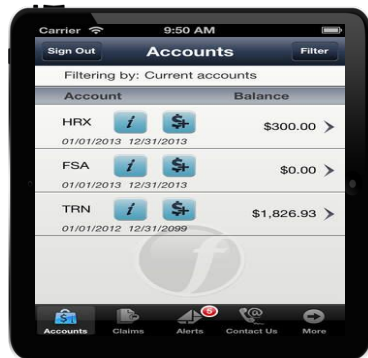 Carrier 9:50 AM
Sign Out Accounts Filter
Filtering by: Current accounts
Account Balance
HRX i $+ $300.00
01/01/2013 12/31/2013
FSA i $+ $0.00
01/01/2013 12/31/2013
TRN i $+ $1,826.93
01/01/2012 12/31/2099
f
5
Accounts Claims Alerts Contact Us More